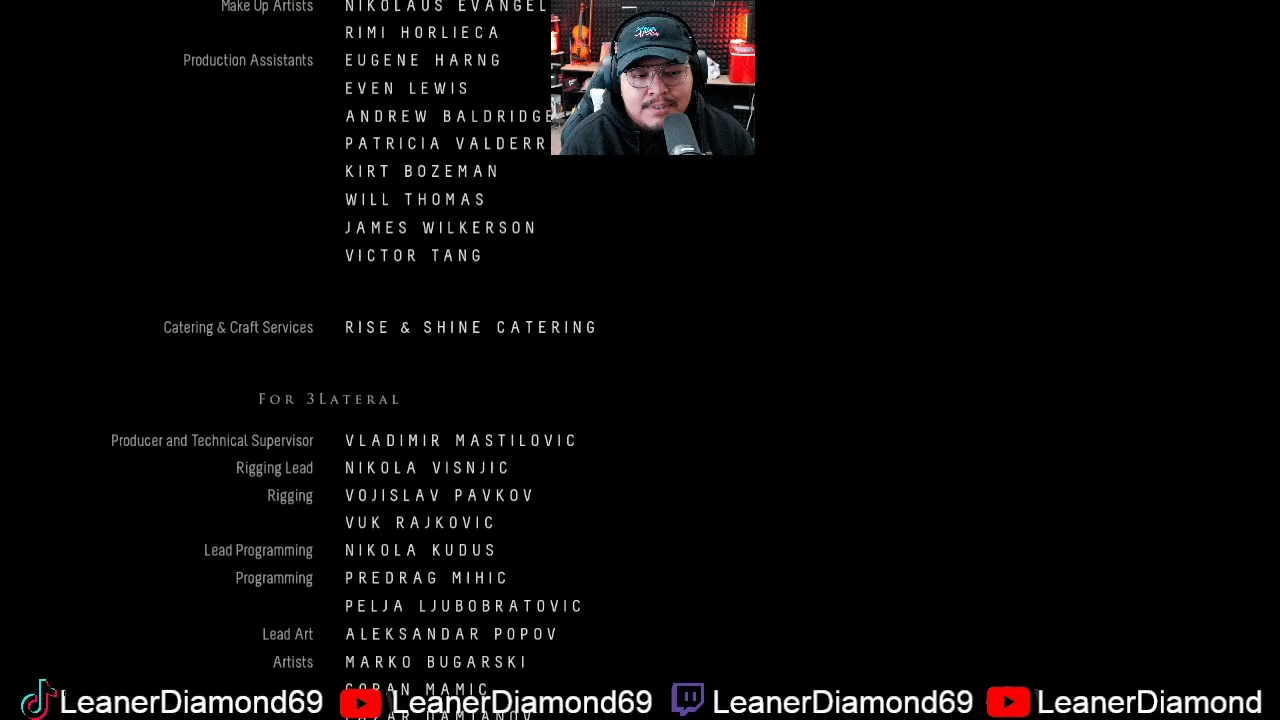 Make Up Artists NIKOLAUS EVANGEL
RIMI HORLIECA
Production Assistants EUGENE HARNG
EVEN LEWIS
ANDREW BALDRIDGE
PATRICIA VALDERR
KIRT BOZEMAN
WILL THOMAS
JAMES WILKERSON
VICTOR TANG
Catering & Craft Services RISE & SHINE CATERING
FOR 3LATERAL
Producer and Technical Supervisor VLADIMIR MASTILOVIC
Rigging Lead NIKOLA VISNJIC
Rigging VOJISLAV PAVKOV
VUK RAJKOVIC
Lead Programming NIKOLA KUDUS
Programming PREDRAG MIHIC
PELJA LJUBOBRATOVIC
Lead Art ALEKSANDAR POPOV
Artists MARKO BUGARSKI
GORAN MAMIC
LeanerDiamond69 LeanerDiamond69 LeanerDiamond69 LeanerDiamond